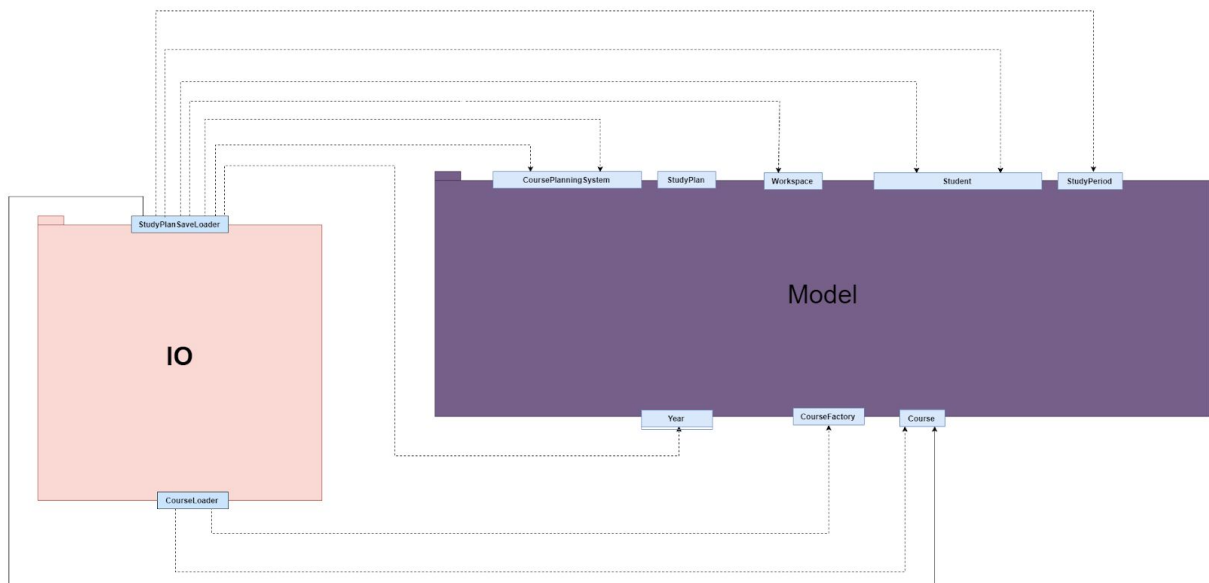 CoursePlanningSystem
StudyPlan
Workspace
Student
StudyPeriod
StudyPlanSaveLoader
Model
IO
Year
CourseFactory
Course
CourseLoader